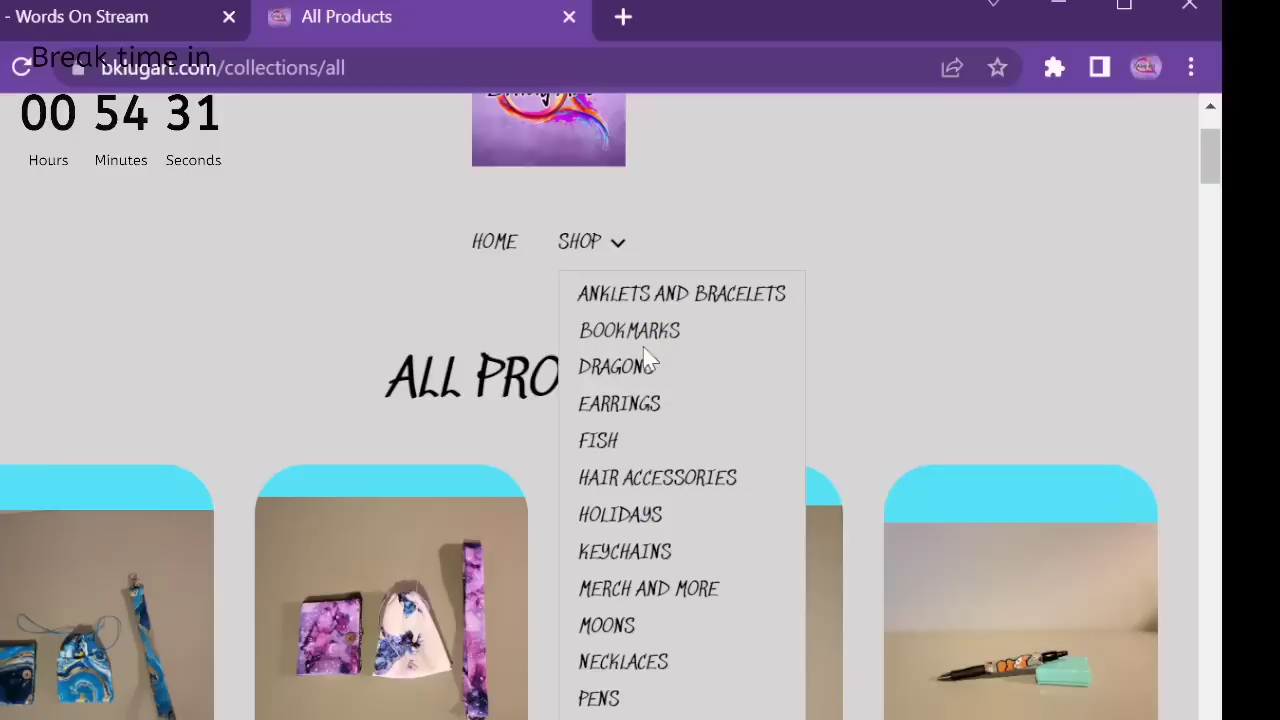 - Words On Stream
All Products
Break time in
bkiugart.com/collections/all
00 54 31
Hours Minutes Seconds
HOME
SHOP
ANKLETS AND BRACELETS
BOOKMARKS
DRAGONS
ALL PRO
EARRINGS
FISH
HAIR ACCESSORIES
HOLIDAYS
KEYCHAINS
MERCH AND MORE
MOONS
NECKLACES
PENS